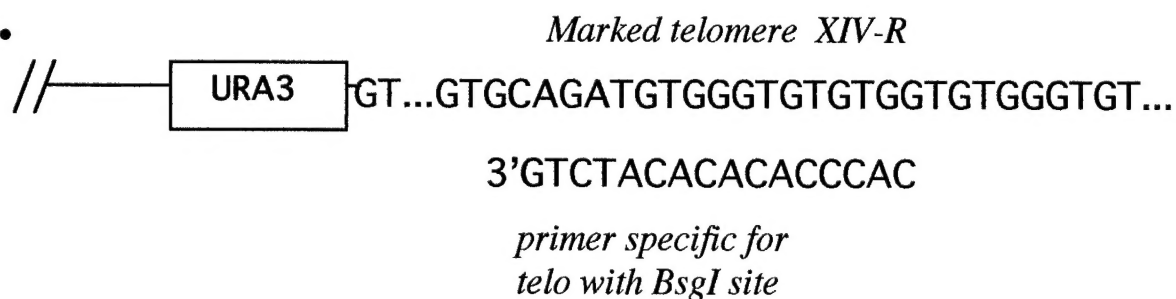 • Marked telomere XIV-R
// URA3 GT...GTGCAGATGTGGGTGTGTGGTGTGGGTGT...
3'GTCTACACACACCCAC
primer specific for
telo with BsgI site